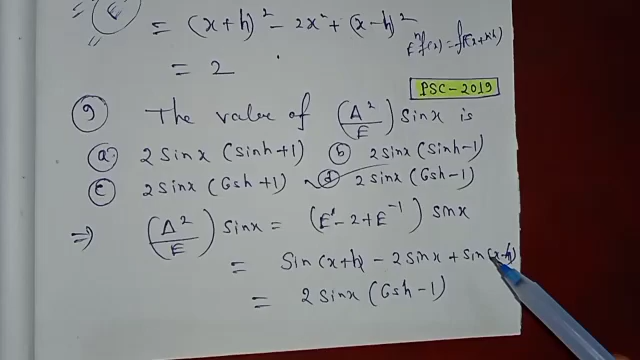 = (x+h)² - 2x² + (x-h)²
= 2
Eⁿf(x) = f(x+nh)
PSC-2019
9 The value of (Δ²/E) Sinx is
a. 2 Sinx (Sinh+1) b 2 Sinx (Sinh-1)
c 2 Sinx (Cosh+1) d 2 Sinx (Cosh-1)
⇒ (Δ²/E) Sinx = (E¹-2+E⁻¹) Sinx
= Sin(x+h) - 2 Sinx + Sin(x-h)
= 2 Sinx (Cosh-1)